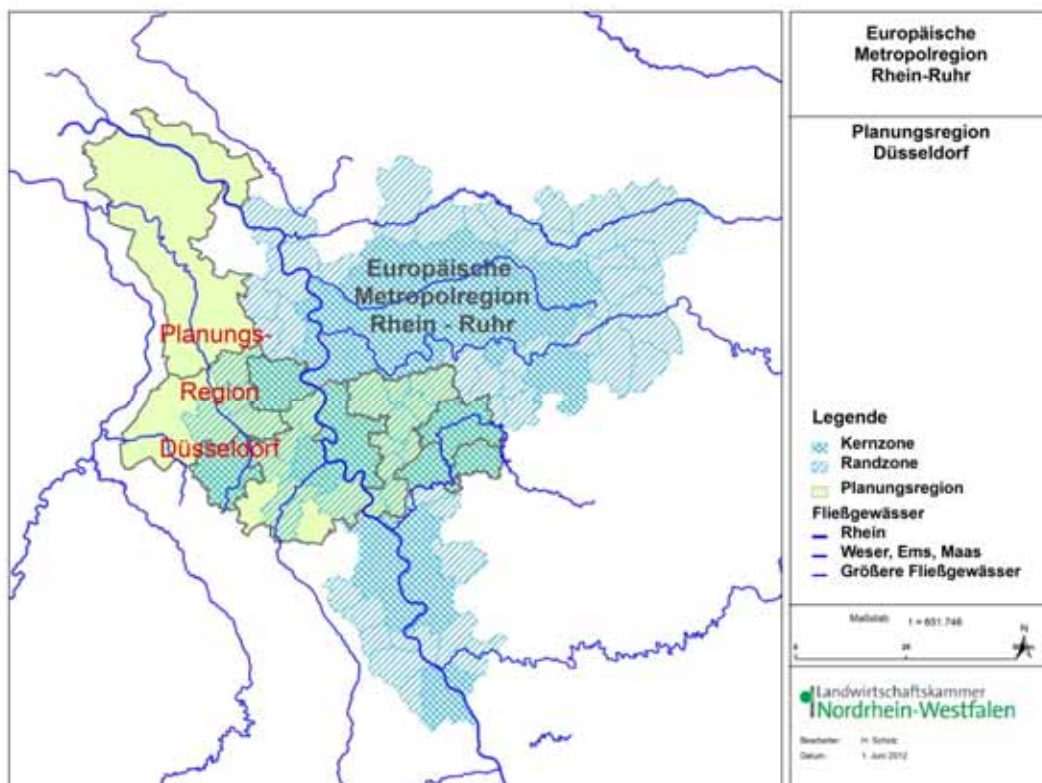 Europäische
Metropolregion
Rhein - Ruhr
Planungs-
Region
Düsseldorf
Europäische
Metropolregion
Rhein-Ruhr
Planungsregion
Düsseldorf
Legende
Kernzone
Randzone
Planungsregion
Fließgewässer
Rhein
Weser, Ems, Maas
Größere Fließgewässer
Maßstab: 1 = 651.746
N
Landwirtschaftskammer
Nordrhein-Westfalen
Bearbeiter: H. Scholz
Datum: 1. Juni 2012